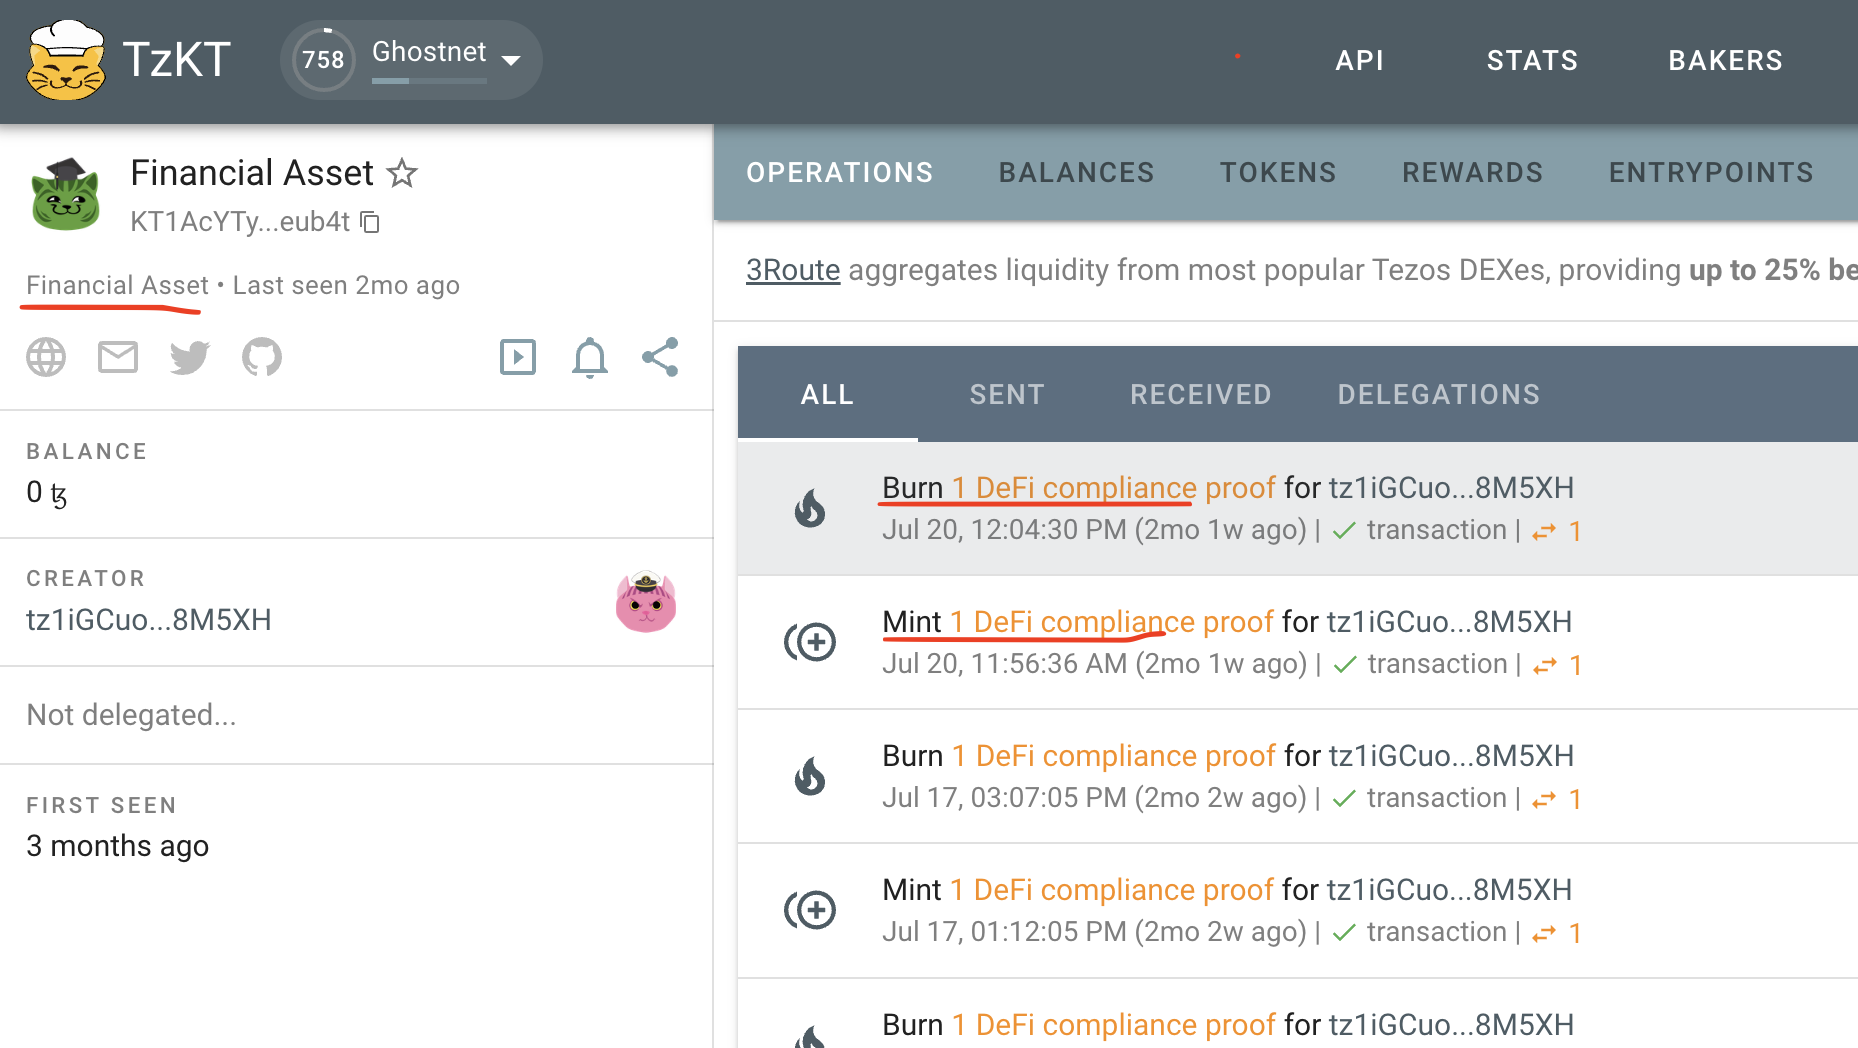 TzKT
758
Ghostnet
API
STATS
BAKERS
Financial Asset
KT1AcYTy...eub4t
Financial Asset • Last seen 2mo ago
BALANCE
0 ꜩ
CREATOR
tz1iGCuo...8M5XH
Not delegated...
FIRST SEEN
3 months ago
OPERATIONS
BALANCES
TOKENS
REWARDS
ENTRYPOINTS
3Route aggregates liquidity from most popular Tezos DEXes, providing up to 25% be
ALL
SENT
RECEIVED
DELEGATIONS
Burn 1 DeFi compliance proof for tz1iGCuo...8M5XH
Jul 20, 12:04:30 PM (2mo 1w ago) | ✓ transaction | 1
Mint 1 DeFi compliance proof for tz1iGCuo...8M5XH
Jul 20, 11:56:36 AM (2mo 1w ago) | ✓ transaction | 1
Burn 1 DeFi compliance proof for tz1iGCuo...8M5XH
Jul 17, 03:07:05 PM (2mo 2w ago) | ✓ transaction | 1
Mint 1 DeFi compliance proof for tz1iGCuo...8M5XH
Jul 17, 01:12:05 PM (2mo 2w ago) | ✓ transaction | 1
Burn 1 DeFi compliance proof for tz1iGCuo...8M5XH